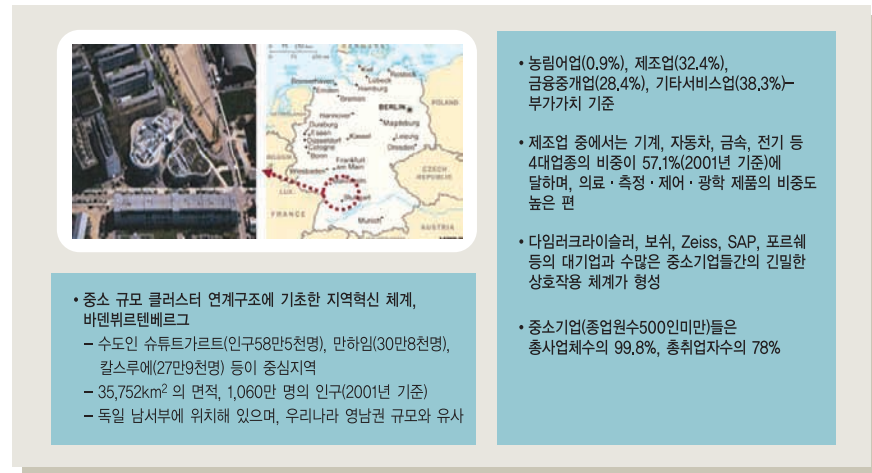 GERMANY
Kiel
Rostock
Lübeck
Bremerhaven
Hamburg
Emden
Bremen
BERLIN
POLAND
Hannover
Magdeburg
Duisburg
Essen
Düsseldorf
Kassel
Leipzig
Cologne
Dresden
Bonn
Frankfurt
am Main
Wiesbaden
CZECH
REPUBLIC
LUX.
Stuttgart
FRANCE
Munich
AUSTRIA
• 중소 규모 클러스터 연계구조에 기초한 지역혁신 체계,
바덴뷔르텐베르그
– 수도인 슈튜트가르트(인구58만5천명), 만하임(30만8천명),
칼스루에(27만9천명) 등이 중심지역
– 35,752km² 의 면적, 1,060만 명의 인구(2001년 기준)
– 독일 남서부에 위치해 있으며, 우리나라 영남권 규모와 유사
• 농림어업(0.9%), 제조업(32.4%),
금융중개업(28.4%), 기타서비스업(38.3%)–
부가가치 기준
• 제조업 중에서는 기계, 자동차, 금속, 전기 등
4대업종의 비중이 57.1%(2001년 기준)에
달하며, 의료·측정·제어·광학 제품의 비중도
높은 편
• 다임러크라이슬러, 보쉬, Zeiss, SAP, 포르쉐
등의 대기업과 수많은 중소기업들간의 긴밀한
상호작용 체계가 형성
• 중소기업(종업원수500인미만)들은
총사업체수의 99.8%, 총취업자수의 78%